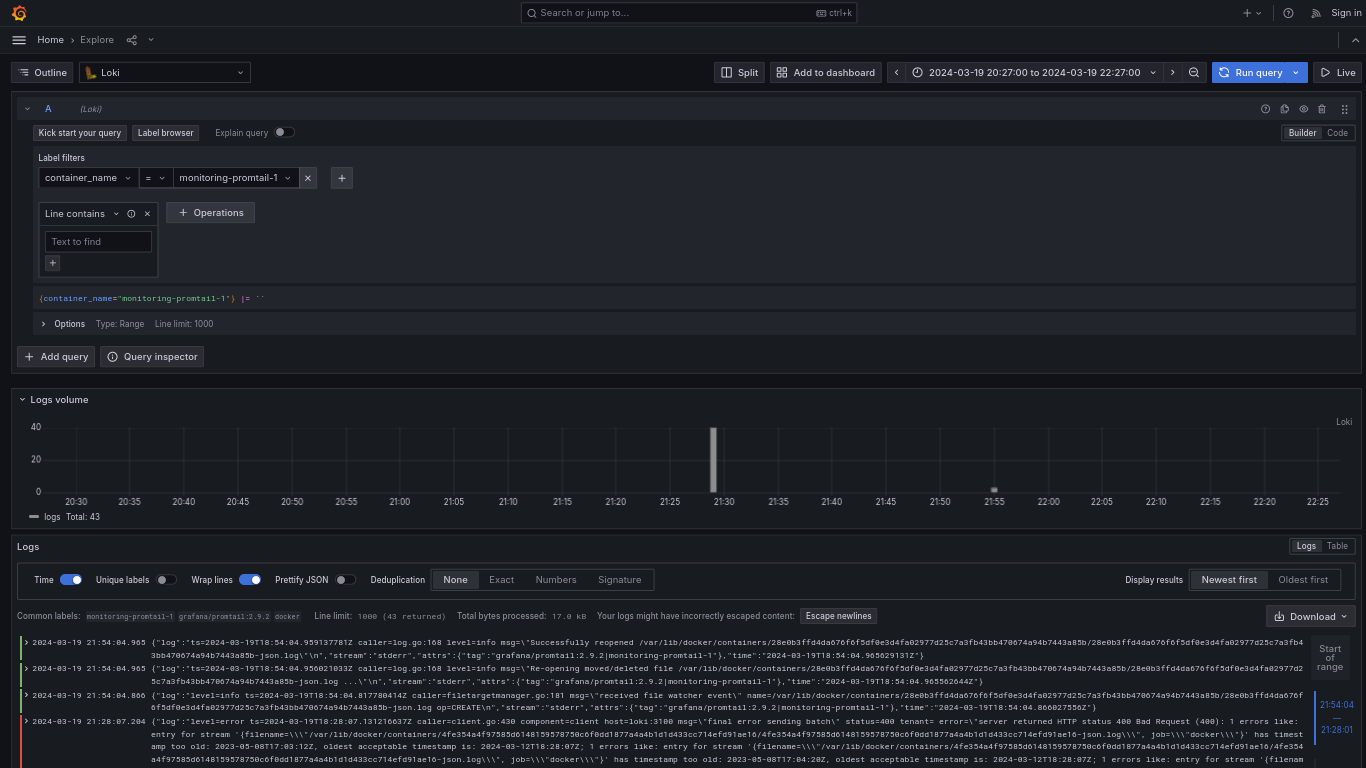 Search or jump to... ctrl+k Sign in
Home › Explore
Outline Loki Split Add to dashboard 2024-03-19 20:27:00 to 2024-03-19 22:27:00 Run query Live
A (Loki)
Kick start your query Label browser Explain query Builder Code
Label filters
container_name = monitoring-promtail-1
Line contains Operations
Text to find
{container_name="monitoring-promtail-1"} |= ``
Options Type: Range Line limit: 1000
Add query Query inspector
Logs volume
Loki
40
20
0
20:30 20:35 20:40 20:45 20:50 20:55 21:00 21:05 21:10 21:15 21:20 21:25 21:30 21:35 21:40 21:45 21:50 21:55 22:00 22:05 22:10 22:15 22:20 22:25
logs Total: 43
Logs Logs Table
Time Unique labels Wrap lines Prettify JSON Deduplication None Exact Numbers Signature Display results Newest first Oldest first
Common labels: monitoring-promtail-1 grafana/promtail:2.9.2 docker Line limit: 1000 (43 returned) Total bytes processed: 17.0 kB Your logs might have incorrectly escaped content: Escape newlines Download
2024-03-19 21:54:04.965 {"log":"ts=2024-03-19T18:54:04.959137781Z caller=log.go:168 level=info msg=\"Successfully reopened /var/lib/docker/containers/28e0b3ffd4da676f6f5df0e3d4fa02977d25c7a3fb43bb470674a94b7443a85b/28e0b3ffd4da676f6f5df0e3d4fa02977d25c7a3fb4
3bb470674a94b7443a85b-json.log\"\n","stream":"stderr","attrs":{"tag":"grafana/promtail:2.9.2|monitoring-promtail-1"},"time":"2024-03-19T18:54:04.965629131Z"}
2024-03-19 21:54:04.965 {"log":"ts=2024-03-19T18:54:04.956021033Z caller=log.go:168 level=info msg=\"Re-opening moved/deleted file /var/lib/docker/containers/28e0b3ffd4da676f6f5df0e3d4fa02977d25c7a3fb43bb470674a94b7443a85b/28e0b3ffd4da676f6f5df0e3d4fa02977d2
5c7a3fb43bb470674a94b7443a85b-json.log ...\"\n","stream":"stderr","attrs":{"tag":"grafana/promtail:2.9.2|monitoring-promtail-1"},"time":"2024-03-19T18:54:04.965562644Z"}
2024-03-19 21:54:04.866 {"log":"level=info ts=2024-03-19T18:54:04.817780414Z caller=filetargetmanager.go:181 msg=\"received file watcher event\" name=/var/lib/docker/containers/28e0b3ffd4da676f6f5df0e3d4fa02977d25c7a3fb43bb470674a94b7443a85b/28e0b3ffd4da676f
6f5df0e3d4fa02977d25c7a3fb43bb470674a94b7443a85b-json.log op=CREATE\n","stream":"stderr","attrs":{"tag":"grafana/promtail:2.9.2|monitoring-promtail-1"},"time":"2024-03-19T18:54:04.866027556Z"}
2024-03-19 21:28:07.204 {"log":"level=error ts=2024-03-19T18:28:07.131216637Z caller=client.go:430 component=client host=loki:3100 msg=\"final error sending batch\" status=400 tenant= error=\"server returned HTTP status 400 Bad Request (400): 1 errors like:
entry for stream '{filename=\\\"/var/lib/docker/containers/4fe354a4f97585d6148159578750c6f0dd1877a4a4b1d1d433cc714efd91ae16/4fe354a4f97585d6148159578750c6f0dd1877a4a4b1d1d433cc714efd91ae16-json.log\\\", job=\\\"docker\\\"}' has timest
amp too old: 2023-05-08T17:03:12Z, oldest acceptable timestamp is: 2024-03-12T18:28:07Z; 1 errors like: entry for stream '{filename=\\\"/var/lib/docker/containers/4fe354a4f97585d6148159578750c6f0dd1877a4a4b1d1d433cc714efd91ae16/4fe354
a4f97585d6148159578750c6f0dd1877a4a4b1d1d433cc714efd91ae16-json.log\\\", job=\\\"docker\\\"}' has timestamp too old: 2023-05-08T17:04:20Z, oldest acceptable timestamp is: 2024-03-12T18:28:07Z; 1 errors like: entry for stream '{filenam
Start
of
range
21:54:04
—
21:28:01